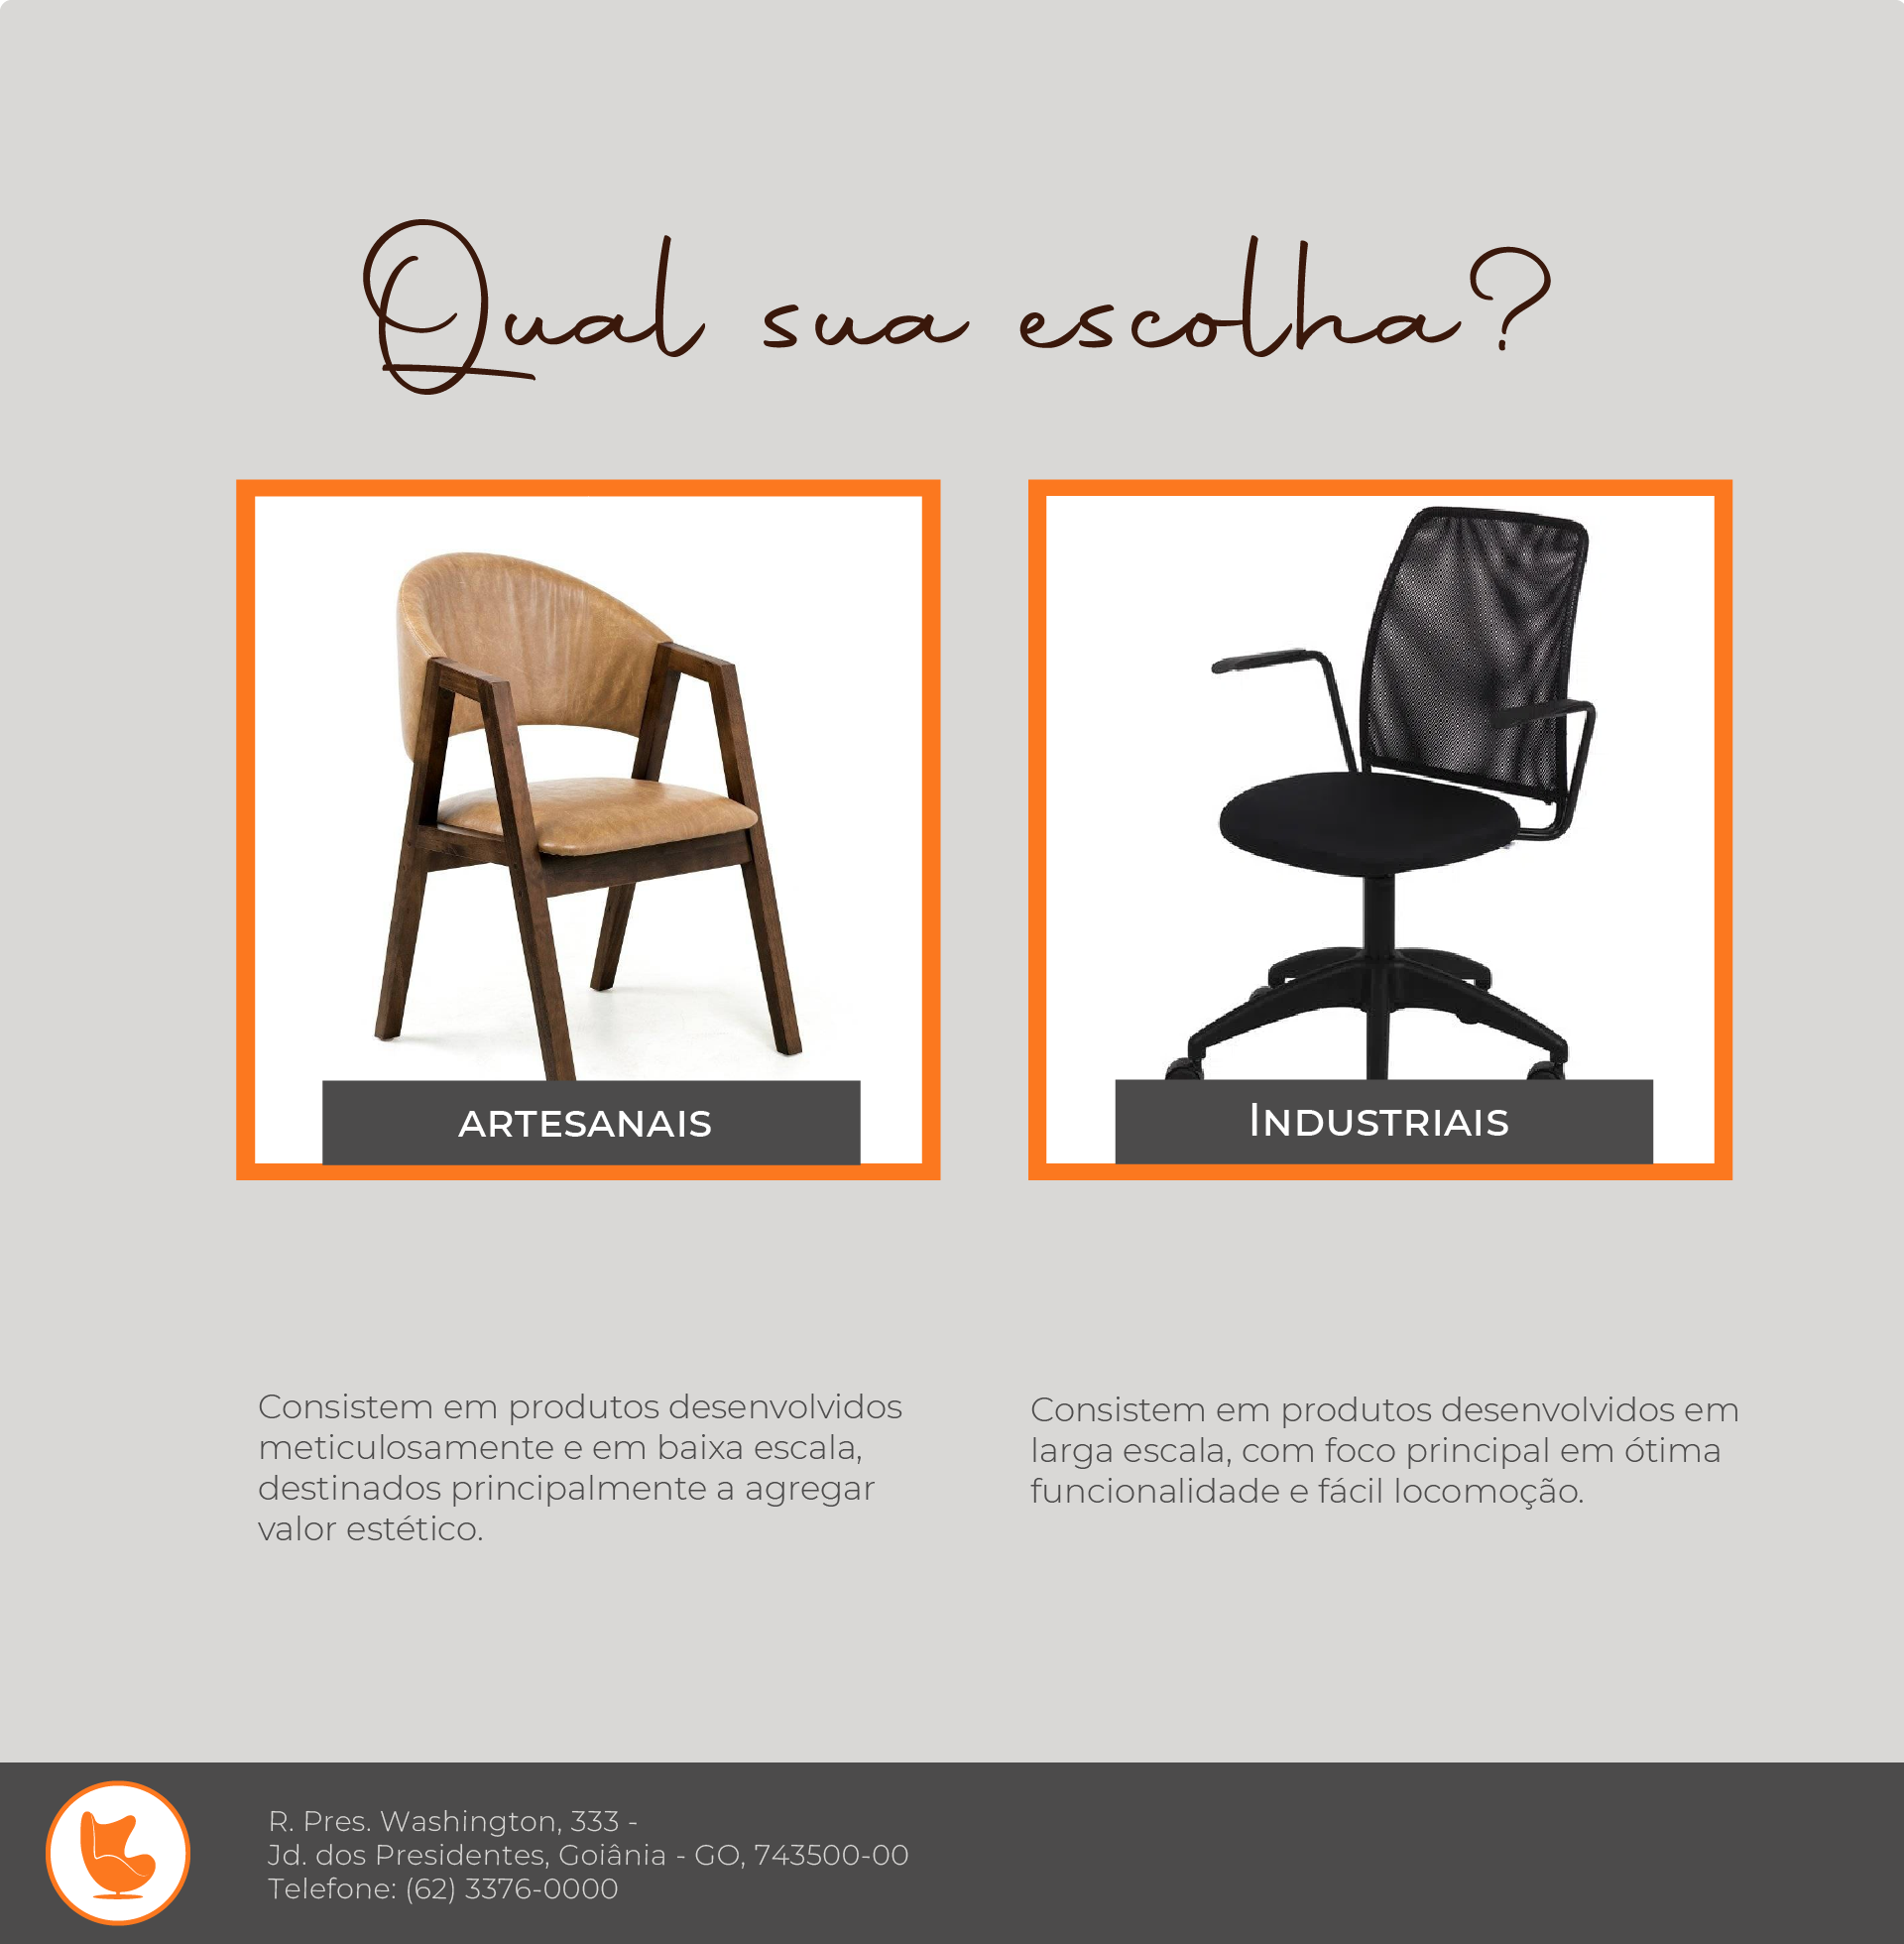 Qual sua escolha?
ARTESANAIS
INDUSTRIAIS
Consistem em produtos desenvolvidos
meticulosamente e em baixa escala,
destinados principalmente a agregar
valor estético.
Consistem em produtos desenvolvidos em
larga escala, com foco principal em ótima
funcionalidade e fácil locomoção.
R. Pres. Washington, 333 -
Jd. dos Presidentes, Goiânia - GO, 743500-00
Telefone: (62) 3376-0000